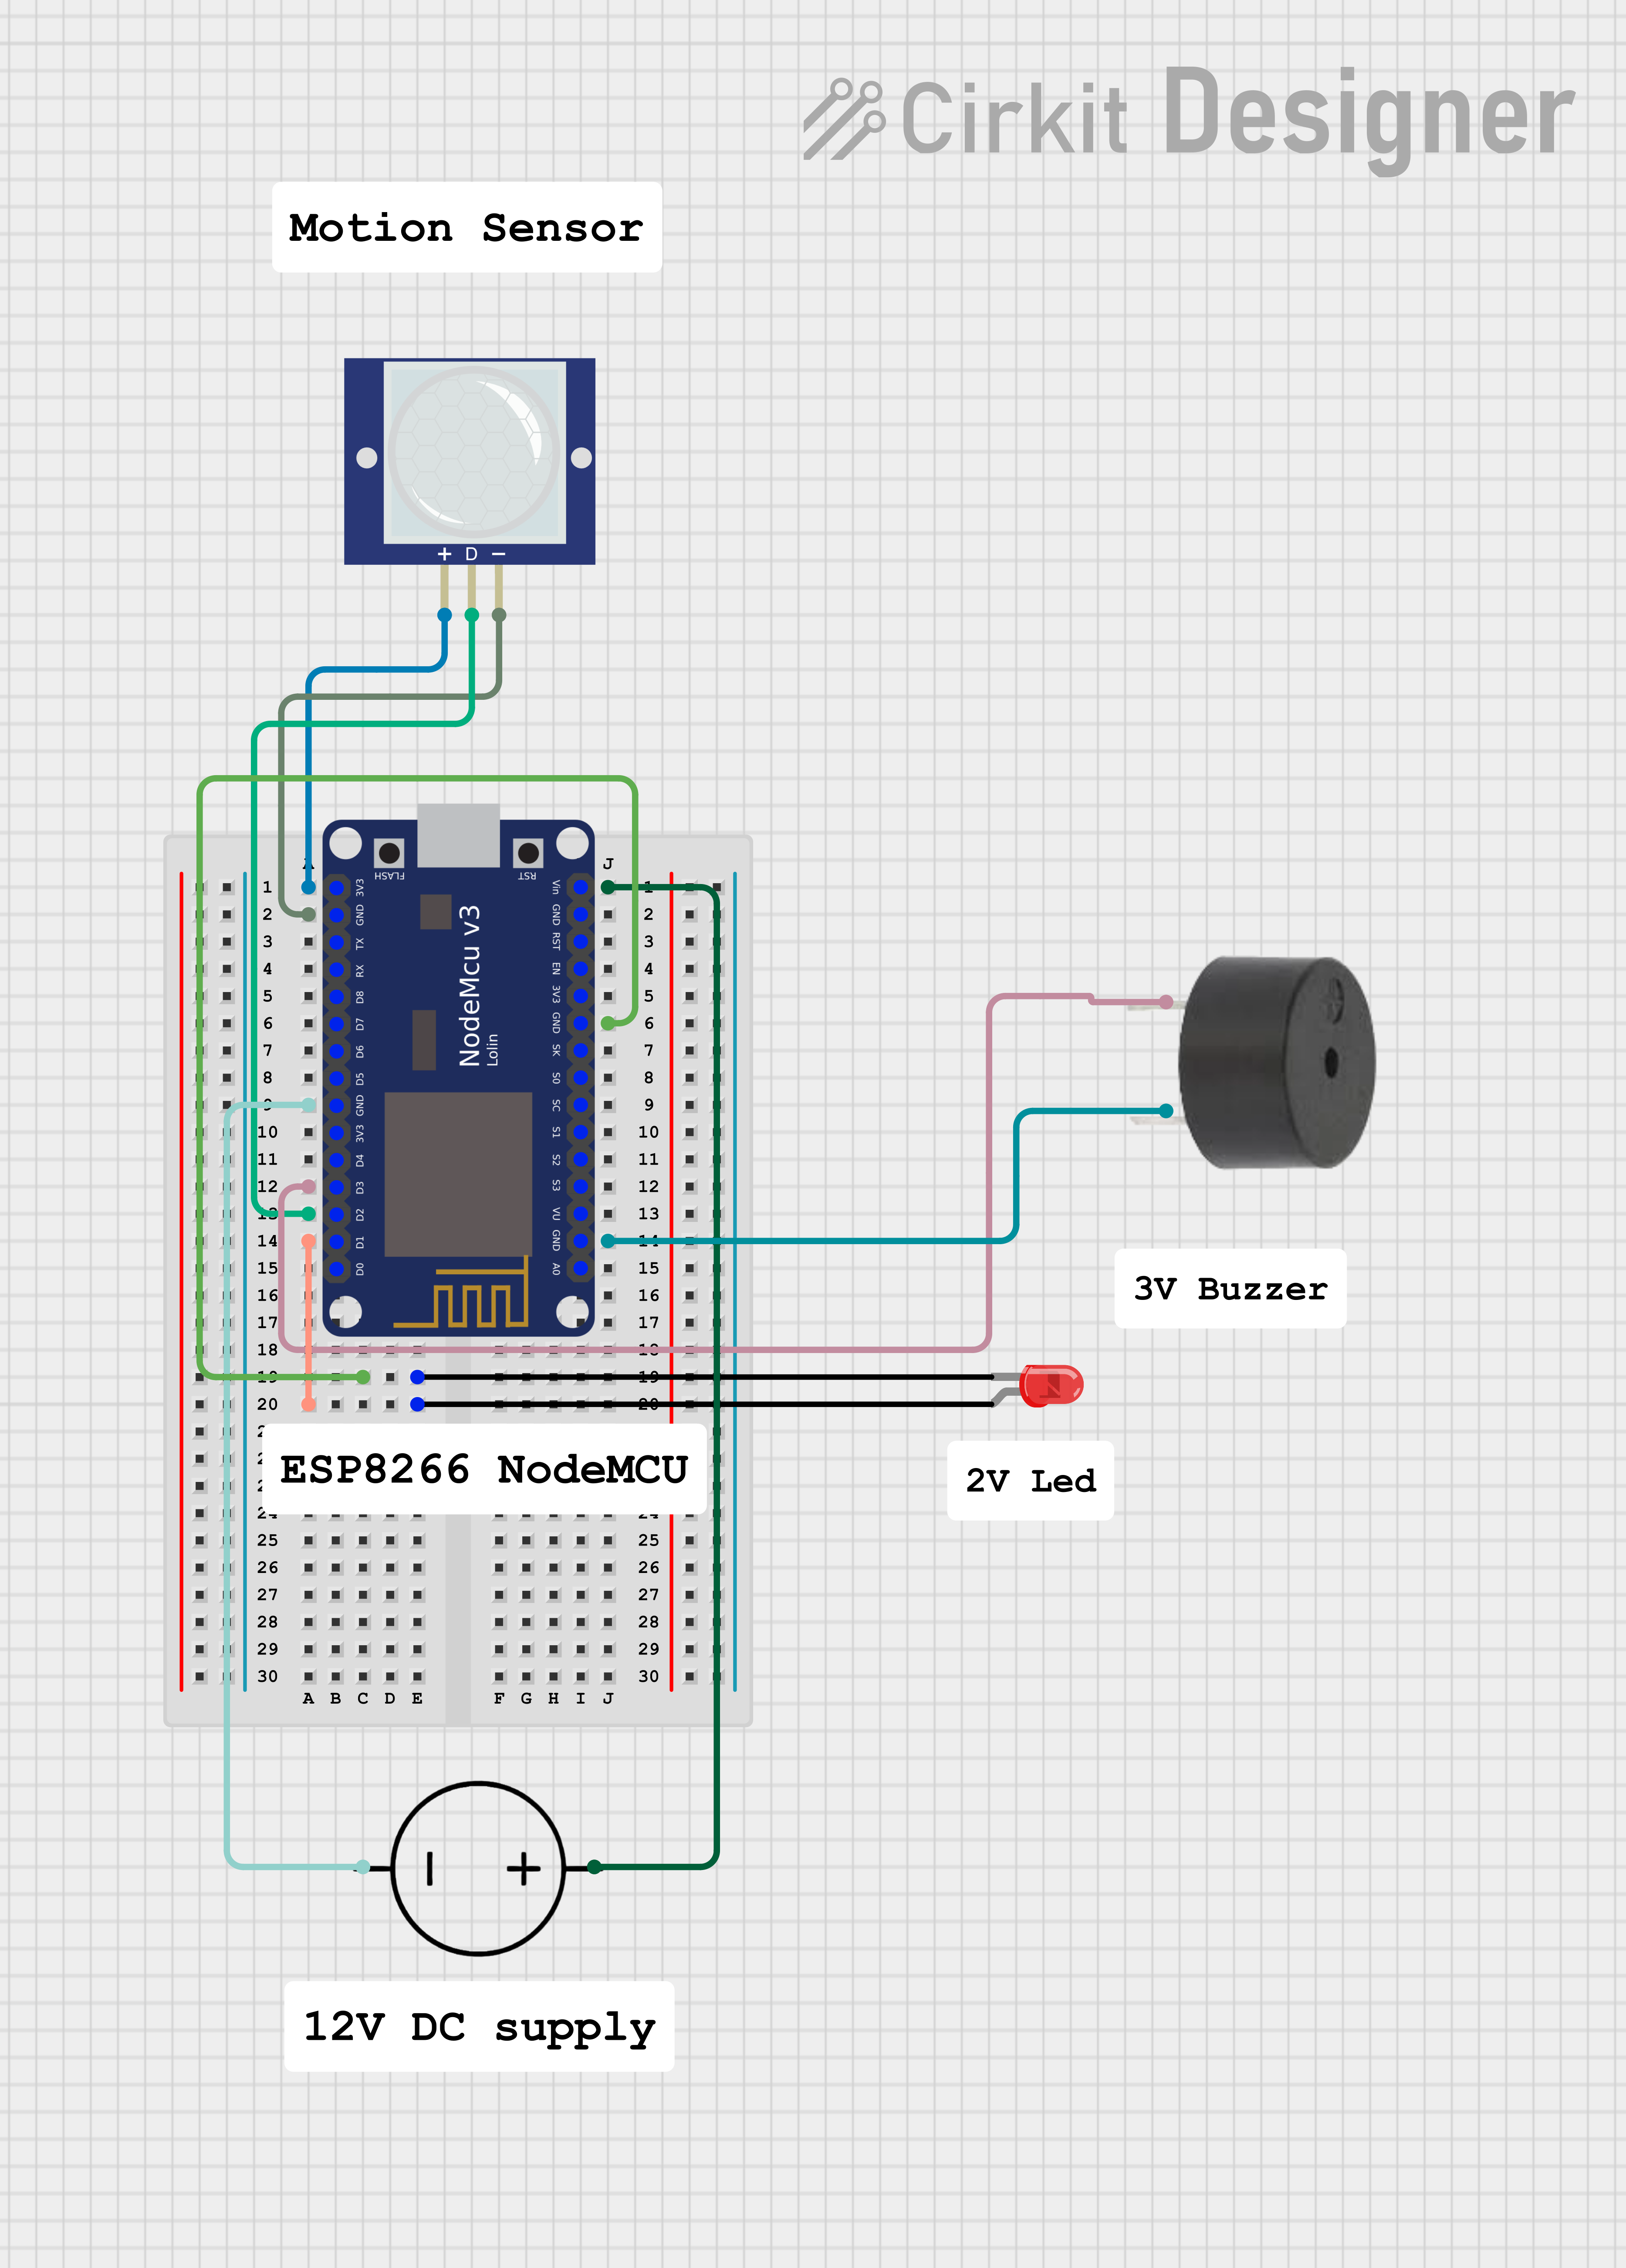 Cirkit Designer
Motion Sensor
+ D −
A J
FLASH RST
1 3V3 Vin 1
2 GND GND 2
3 TX RST 3
4 RX EN 4
5 D8 3V3 5
6 D7 GND 6
7 D6 SK 7
8 D5 S0 8
9 GND SC 9
10 3V3 S1 10
11 D4 S2 11
12 D3 S3 12
13 D2 VU 13
14 D1 GND 14
15 D0 A0 15
NodeMcu v3
Lolin
16 16
17 17
18 18
19 19
20 20
3V Buzzer
2V Led
ESP8266 NodeMCU
24 24
25 25
26 26
27 27
28 28
29 29
30 30
A B C D E F G H I J
− +
12V DC supply